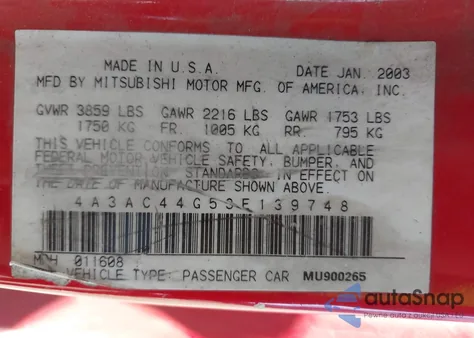 MADE IN U.S.A. DATE JAN. 2003
MFD BY MITSUBISHI MOTOR MFG. OF AMERICA, INC.
GVWR 3859 LBS GAWR 2216 LBS GAWR 1753 LBS
1750 KG FR. 1005 KG RR. 795 KG
THIS VEHICLE CONFORMS TO ALL APPLICABLE
FEDERAL MOTOR VEHICLE SAFETY, BUMPER, AND
THEFT PREVENTION STANDARDS IN EFFECT ON
THE DATE OF MANUFACTURE SHOWN ABOVE.
4A3AC44G53E139748
MDH 011608
VEHICLE TYPE: PASSENGER CAR MU900265
autoSnap